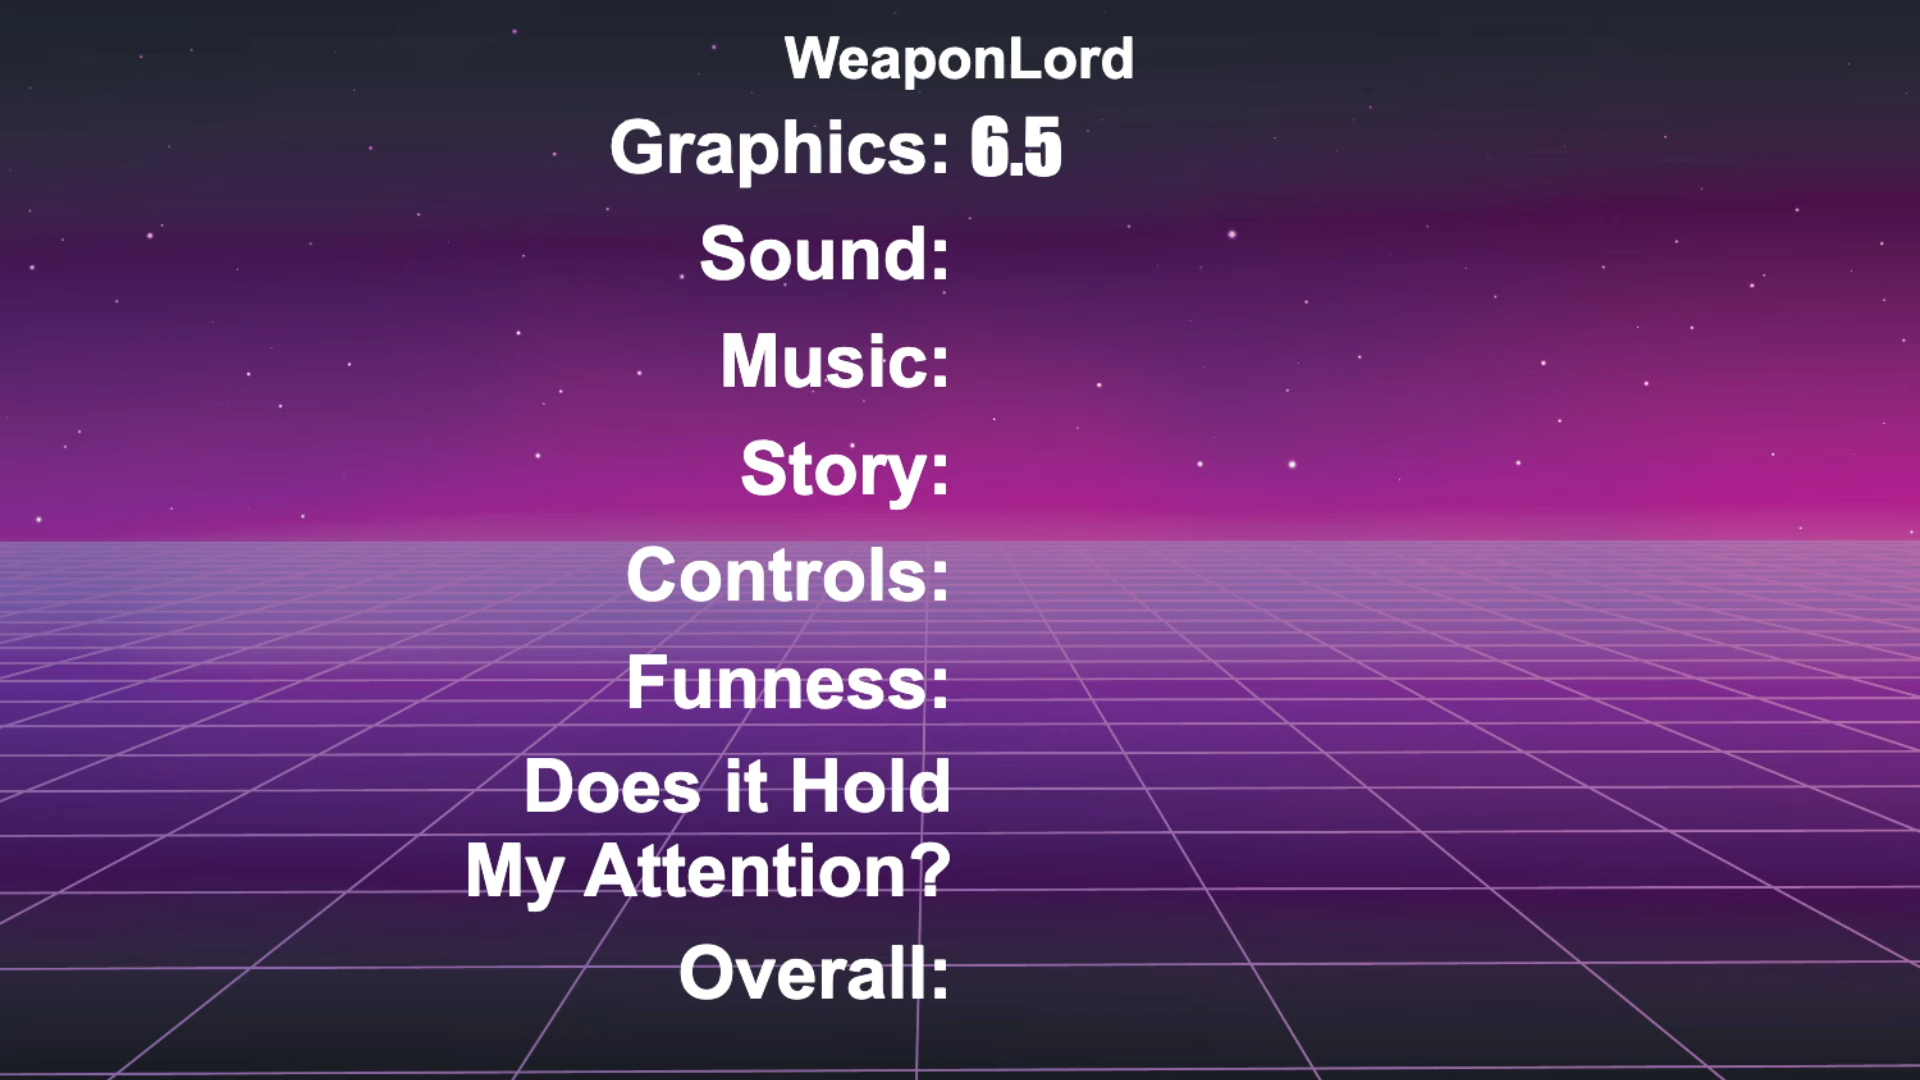 WeaponLord
Graphics: 6.5
Sound:
Music:
Story:
Controls:
Funness:
Does it Hold
My Attention?
Overall: